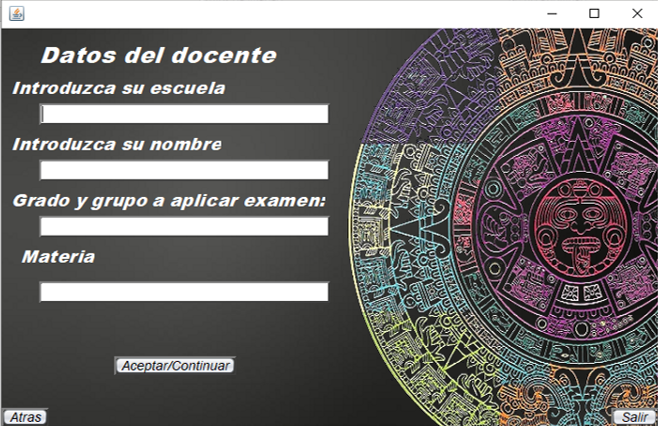 Datos del docente
Introduzca su escuela
Introduzca su nombre
Grado y grupo a aplicar examen:
Materia
Aceptar/Continuar
Atras
Salir